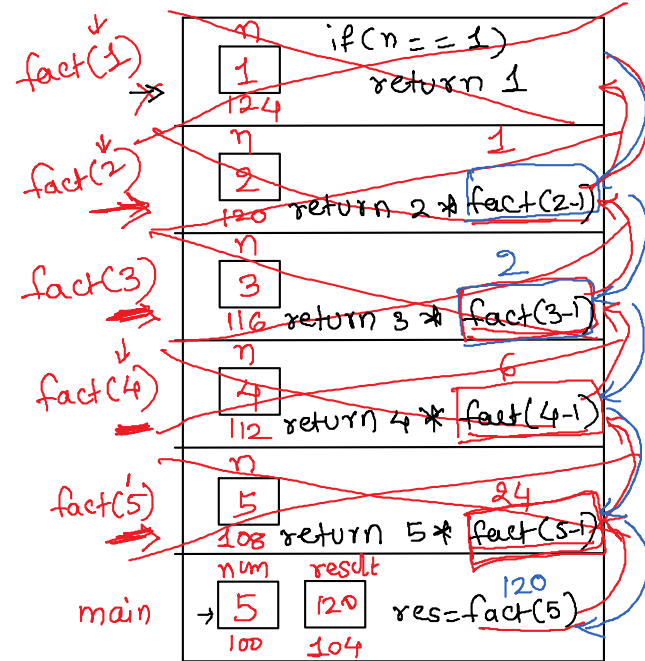 n if(n == 1)
fact(1) 1 return 1
124
n 1
fact(2) 2
120 return 2 * fact(2-1)
n 2
fact(3) 3
116 return 3 * fact(3-1)
n 6
fact(4) 4
112 return 4 * fact(4-1)
n 24
fact(5) 5
108 return 5 * fact(5-1)
num result 120
main 5 120 res=fact(5)
100 104